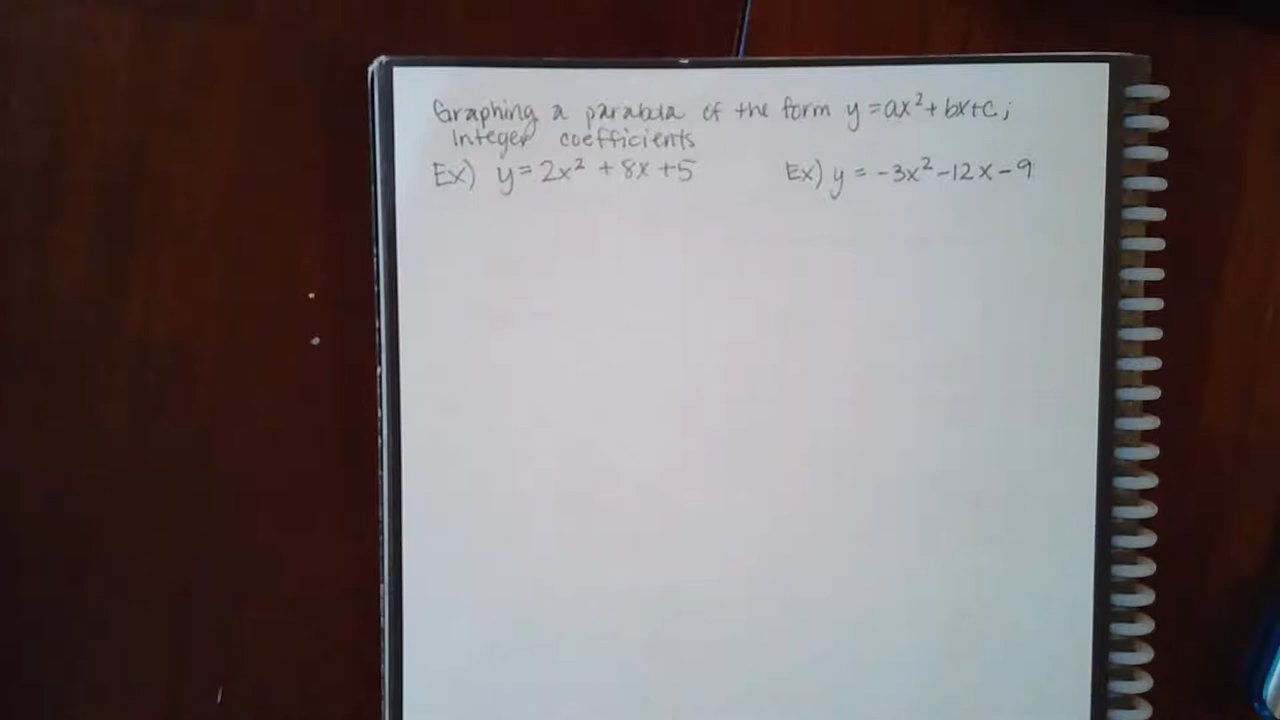 Graphing a parabola of the form y = ax² + bx + c;
Integer coefficients
Ex) y = 2x² + 8x + 5
Ex) y = -3x² - 12x - 9